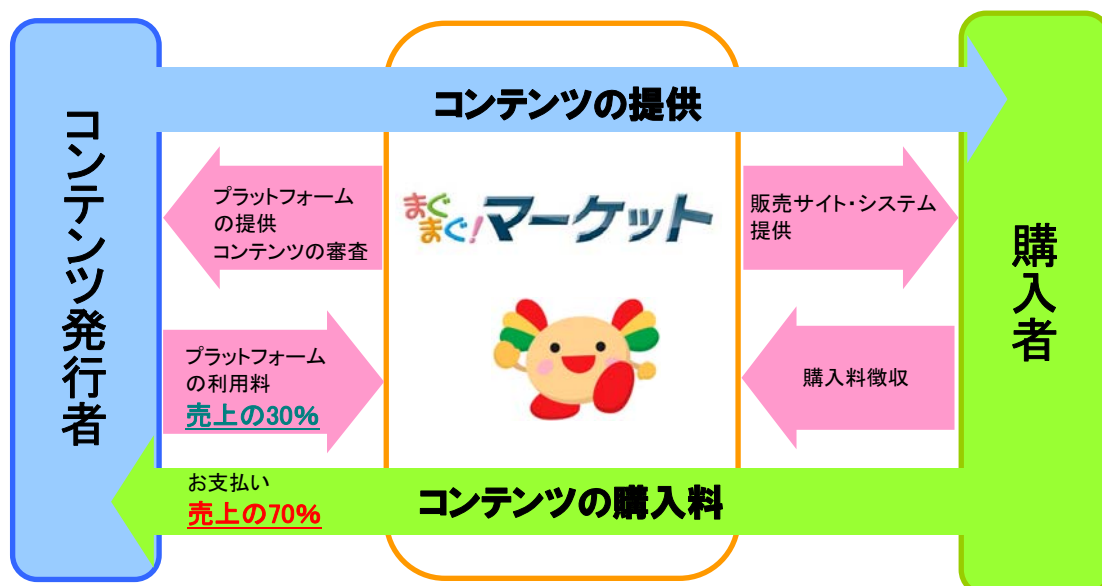 コンテンツ発行者
コンテンツの提供
プラットフォーム
の提供
コンテンツの審査
まぐ
まぐ!マーケット
販売サイト・システム
提供
購入者
プラットフォーム
の利用料
売上の30%
購入料徴収
お支払い
売上の70%
コンテンツの購入料